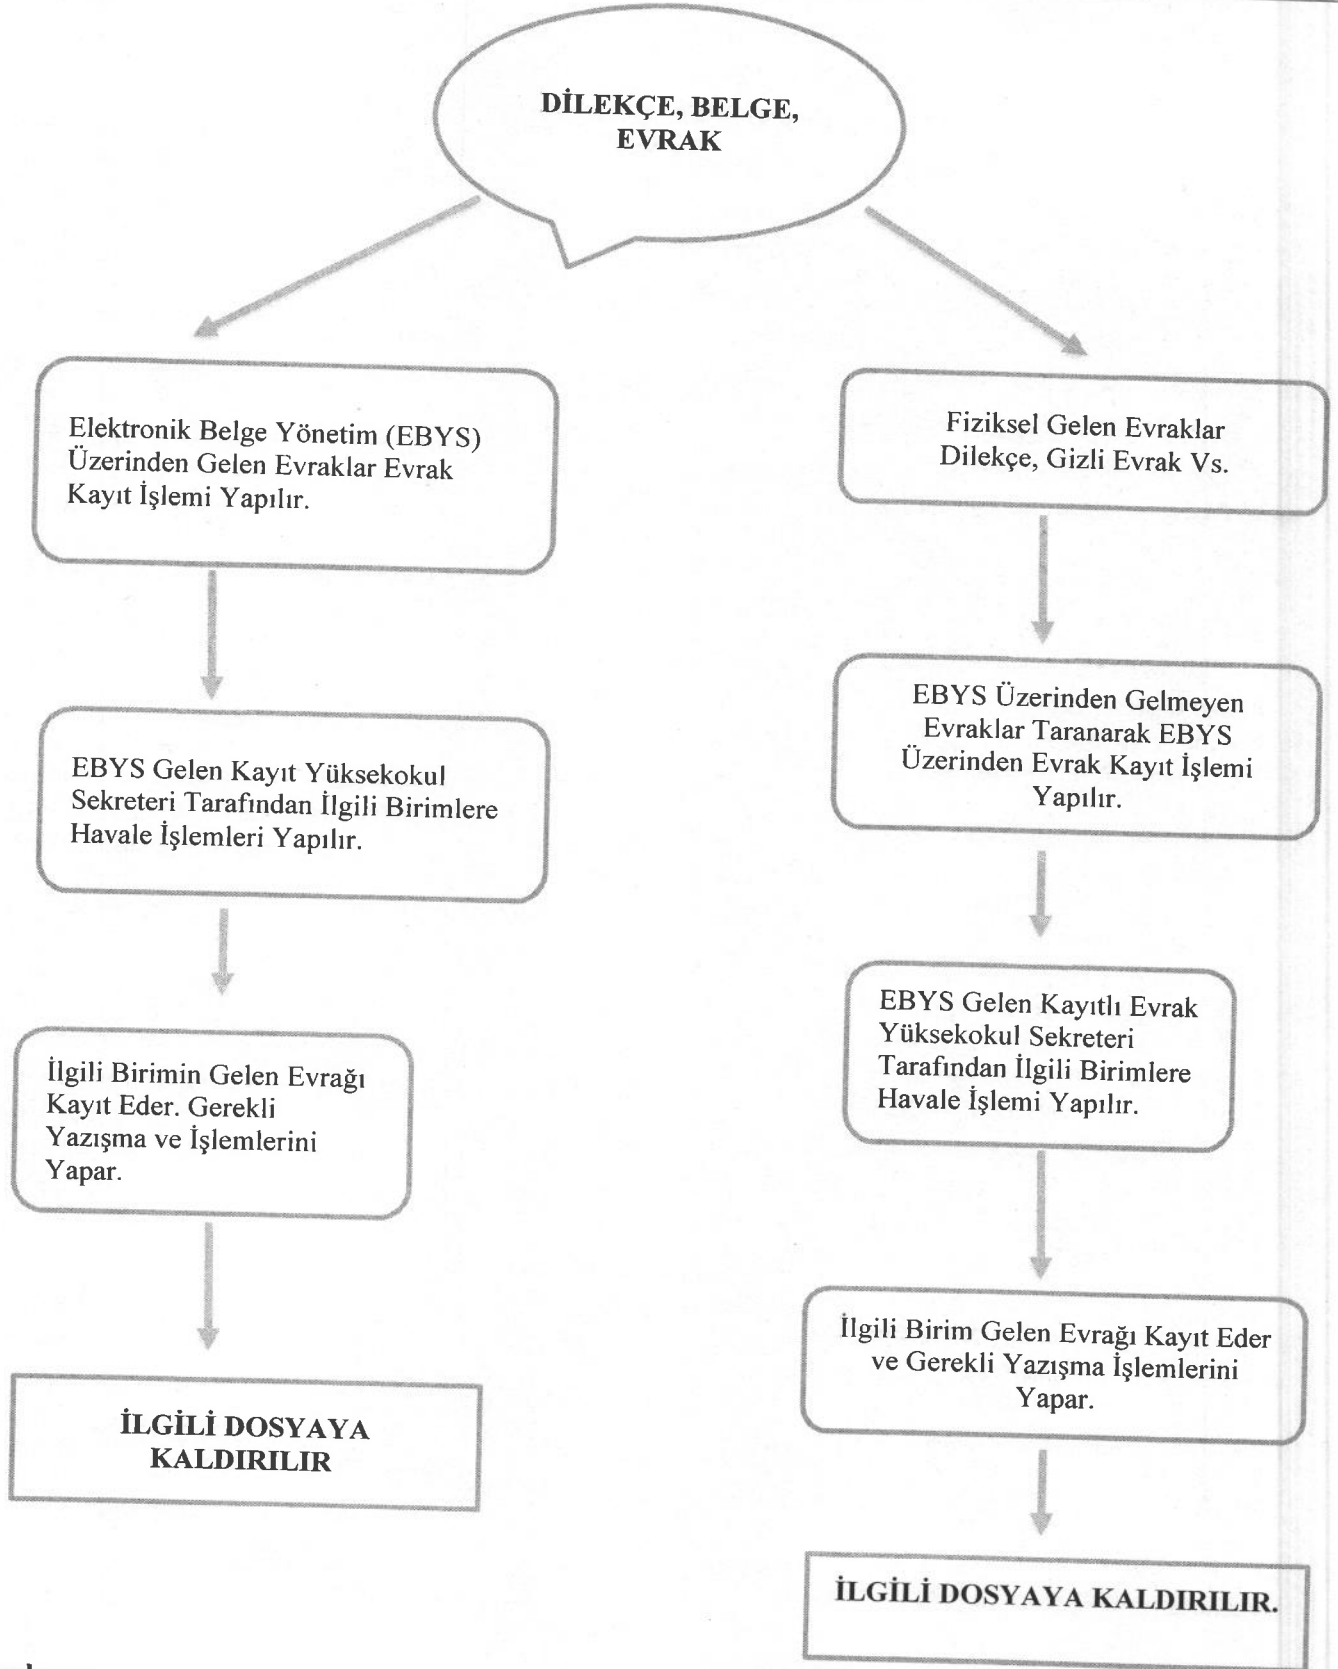 DİLEKÇE, BELGE,
EVRAK
Elektronik Belge Yönetim (EBYS)
Üzerinden Gelen Evraklar Evrak
Kayıt İşlemi Yapılır.
EBYS Gelen Kayıt Yüksekokul
Sekreteri Tarafından İlgili Birimlere
Havale İşlemleri Yapılır.
İlgili Birimin Gelen Evrağı
Kayıt Eder. Gerekli
Yazışma ve İşlemlerini
Yapar.
İLGİLİ DOSYAYA
KALDIRILIR
Fiziksel Gelen Evraklar
Dilekçe, Gizli Evrak Vs.
EBYS Üzerinden Gelmeyen
Evraklar Taranarak EBYS
Üzerinden Evrak Kayıt İşlemi
Yapılır.
EBYS Gelen Kayıtlı Evrak
Yüksekokul Sekreteri
Tarafından İlgili Birimlere
Havale İşlemi Yapılır.
İlgili Birim Gelen Evrağı Kayıt Eder
ve Gerekli Yazışma İşlemlerini
Yapar.
İLGİLİ DOSYAYA KALDIRILIR.